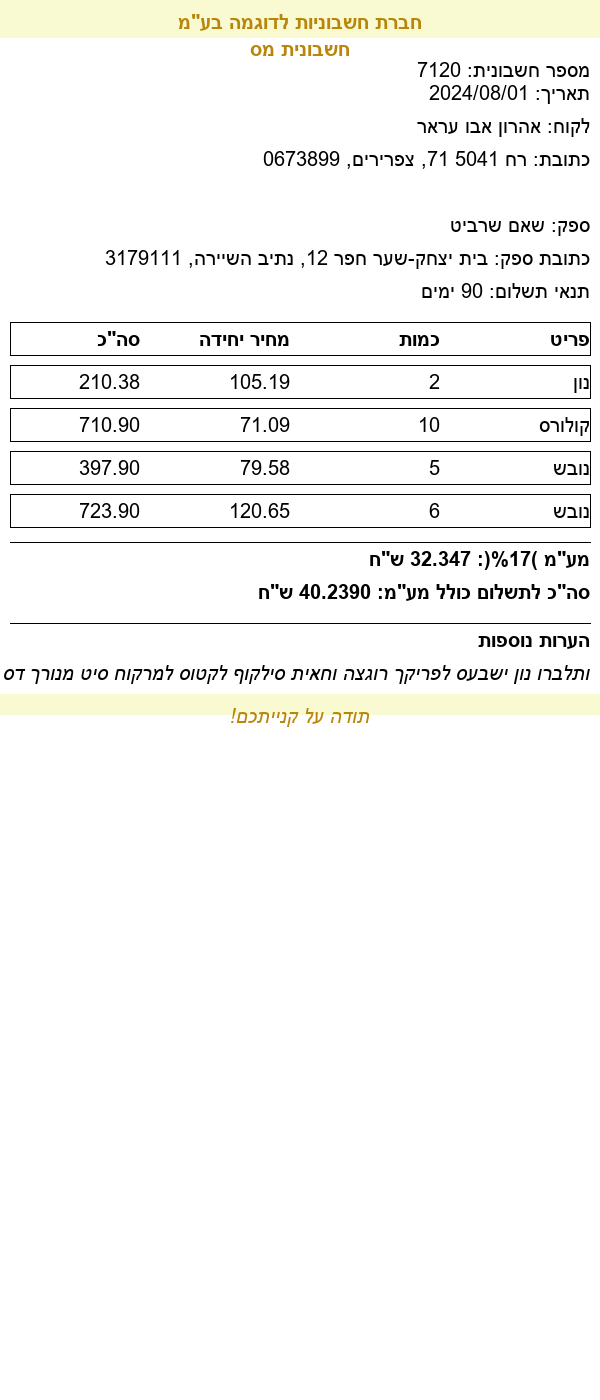 חברת חשבוניות לדוגמה בע"מ
חשבונית מס
מספר חשבונית: 7120
תאריך: 2024/08/01
לקוח: אהרון אבו עראר
כתובת: רח 5041 71, צפרירים, 0673899
ספק: שאם שרביט
כתובת ספק: בית יצחק-שער חפר 12, נתיב השיירה, 3179111
תנאי תשלום: 90 ימים
פריט כמות מחיר יחידה סה"כ
נון 2 105.19 210.38
קולורס 10 71.09 710.90
נובש 5 79.58 397.90
נובש 6 120.65 723.90
מע"מ )17%(: 32.347 ש"ח
סה"כ לתשלום כולל מע"מ: 40.2390 ש"ח
הערות נוספות
ותלברו נון ישבעס לפריקך רוגצה וחאית סילקוף לקטוס למרקוח סיט מנורך דס
תודה על קנייתכם!